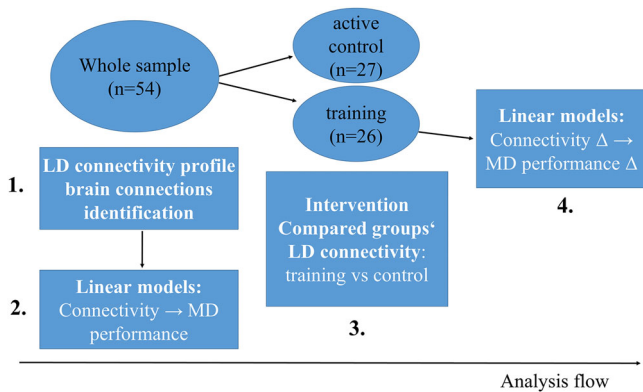 Whole sample
(n=54)
active
control
(n=27)
training
(n=26)
Linear models:
Connectivity Δ →
MD performance Δ
4.
1.
LD connectivity profile
brain connections
identification
Intervention
Compared groups‘
LD connectivity:
training vs control
3.
2.
Linear models:
Connectivity → MD
performance
Analysis flow